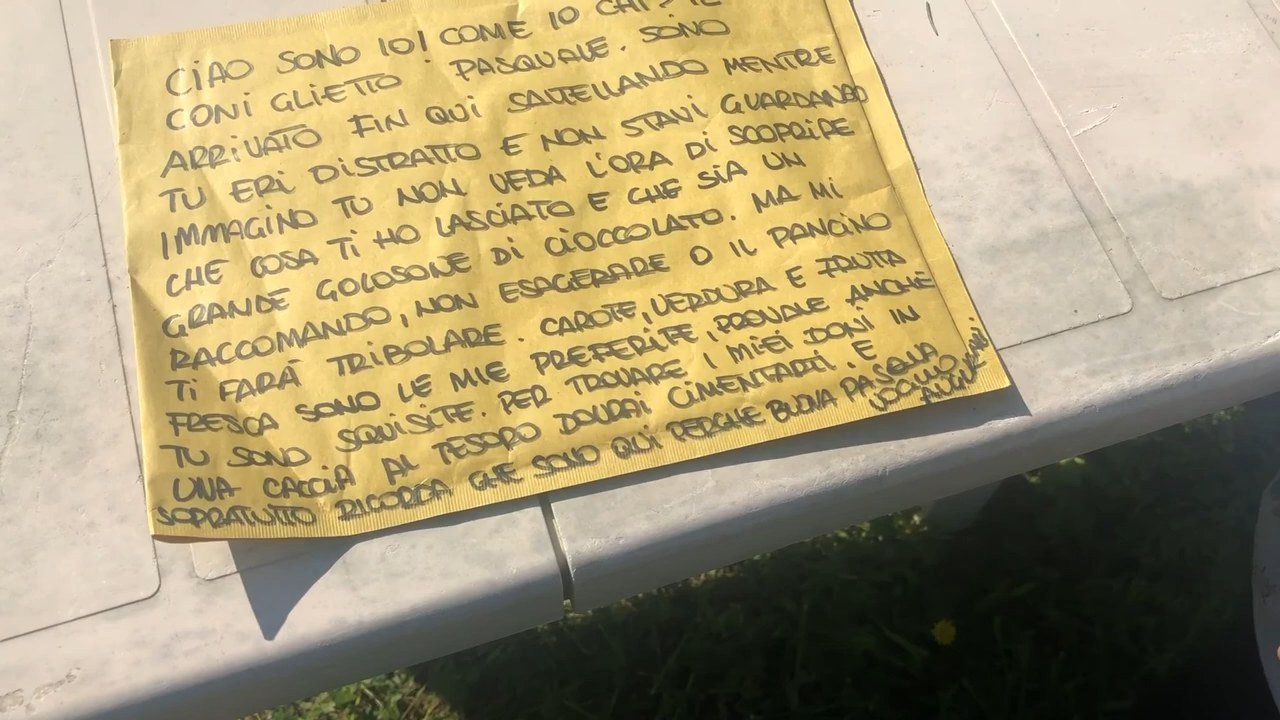 CIAO SONO IO! COME IO CHI? IL
CONIGLIETTO PASQUALE. SONO
ARRIVATO FIN QUI SALTELLANDO MENTRE
TU ERI DISTRATTO E NON STAVI GUARDANDO
IMMAGINO TU NON VEDA L'ORA DI SCOPRIRE
CHE COSA TI HO LASCIATO E CHE SIA UN
GRANDE GOLOSONE DI CIOCCOLATO. MA MI
RACCOMANDO, NON ESAGERARE O IL PANCINO
TI FARÀ TRIBOLARE. CAROTE, VERDURA E FRUTTA
FRESCA SONO LE MIE PREFERITE, PROVALE ANCHE
TU SONO SQUISITE. PER TROVARE I MIEI DONI IN
UNA CACCIA AL TESORO DOVRAI CIMENTARTI. E
SOPRATUTTO RICORDA CHE SONO QUI PERCHÈ BUONA PASQUA
VOGLIO
AUGURARTI.